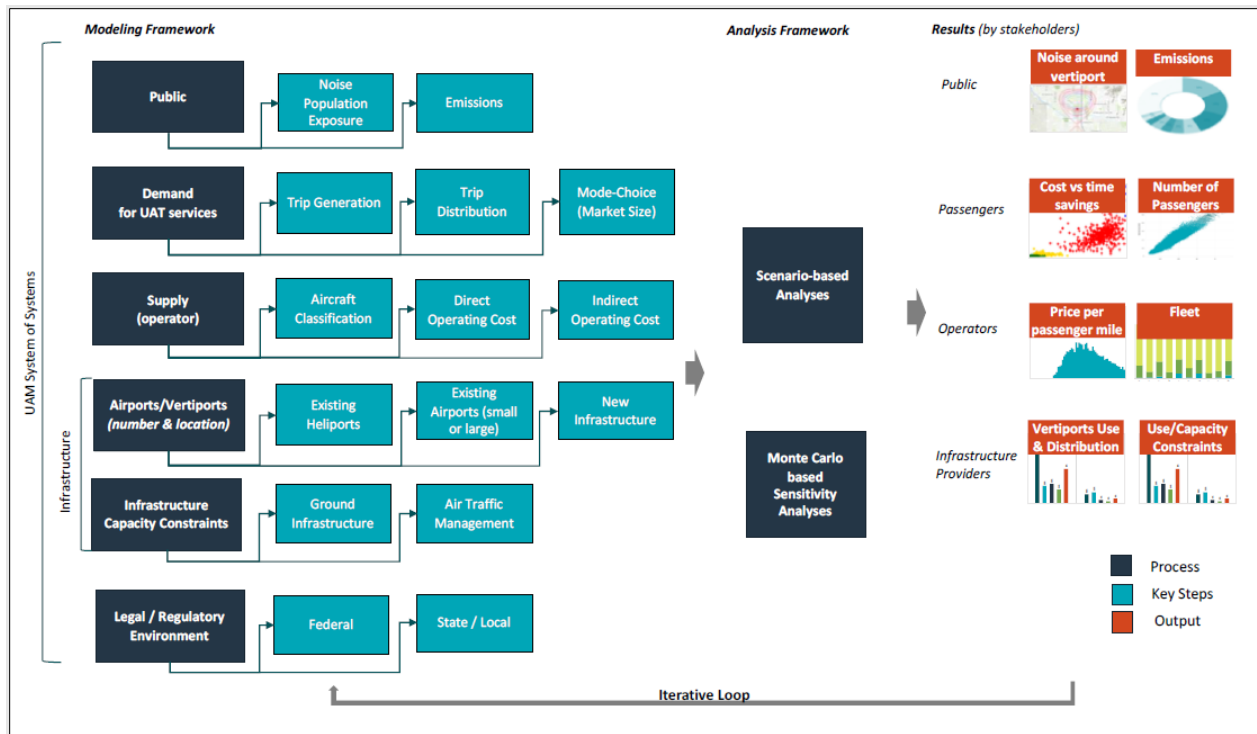 Modeling Framework
Analysis Framework
Results (by stakeholders)
UAM System of Systems
Public
Noise
Population
Exposure
Emissions
Demand
for UAT services
Trip Generation
Trip
Distribution
Mode-Choice
(Market Size)
Supply
(operator)
Aircraft
Classification
Direct
Operating Cost
Indirect
Operating Cost
Infrastructure
Airports/Vertiports
(number & location)
Existing
Heliports
Existing
Airports (small
or large)
New
Infrastructure
Infrastructure
Capacity Constraints
Ground
Infrastructure
Air Traffic
Management
Legal / Regulatory
Environment
Federal
State / Local
Scenario-based
Analyses
Monte Carlo
based
Sensitivity
Analyses
Public
Noise around
vertiport
Emissions
Passengers
Cost vs time
savings
Number of
Passengers
Operators
Price per
passenger mile
Fleet
Infrastructure
Providers
Vertiports Use
& Distribution
Use/Capacity
Constraints
Process
Key Steps
Output
Iterative Loop